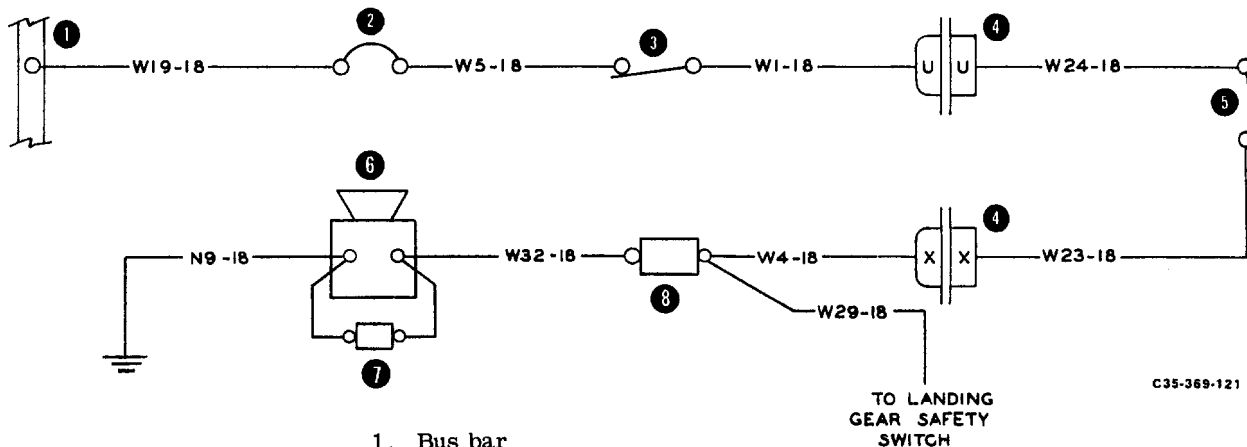 1
2
3
4
W19-18
W5-18
W1-18
U
U
W24-18
5
6
4
N9-18
W32-18
W4-18
X
X
W23-18
8
W29-18
7
C35-369-121
TO LANDING
GEAR SAFETY
SWITCH
1. Bus bar